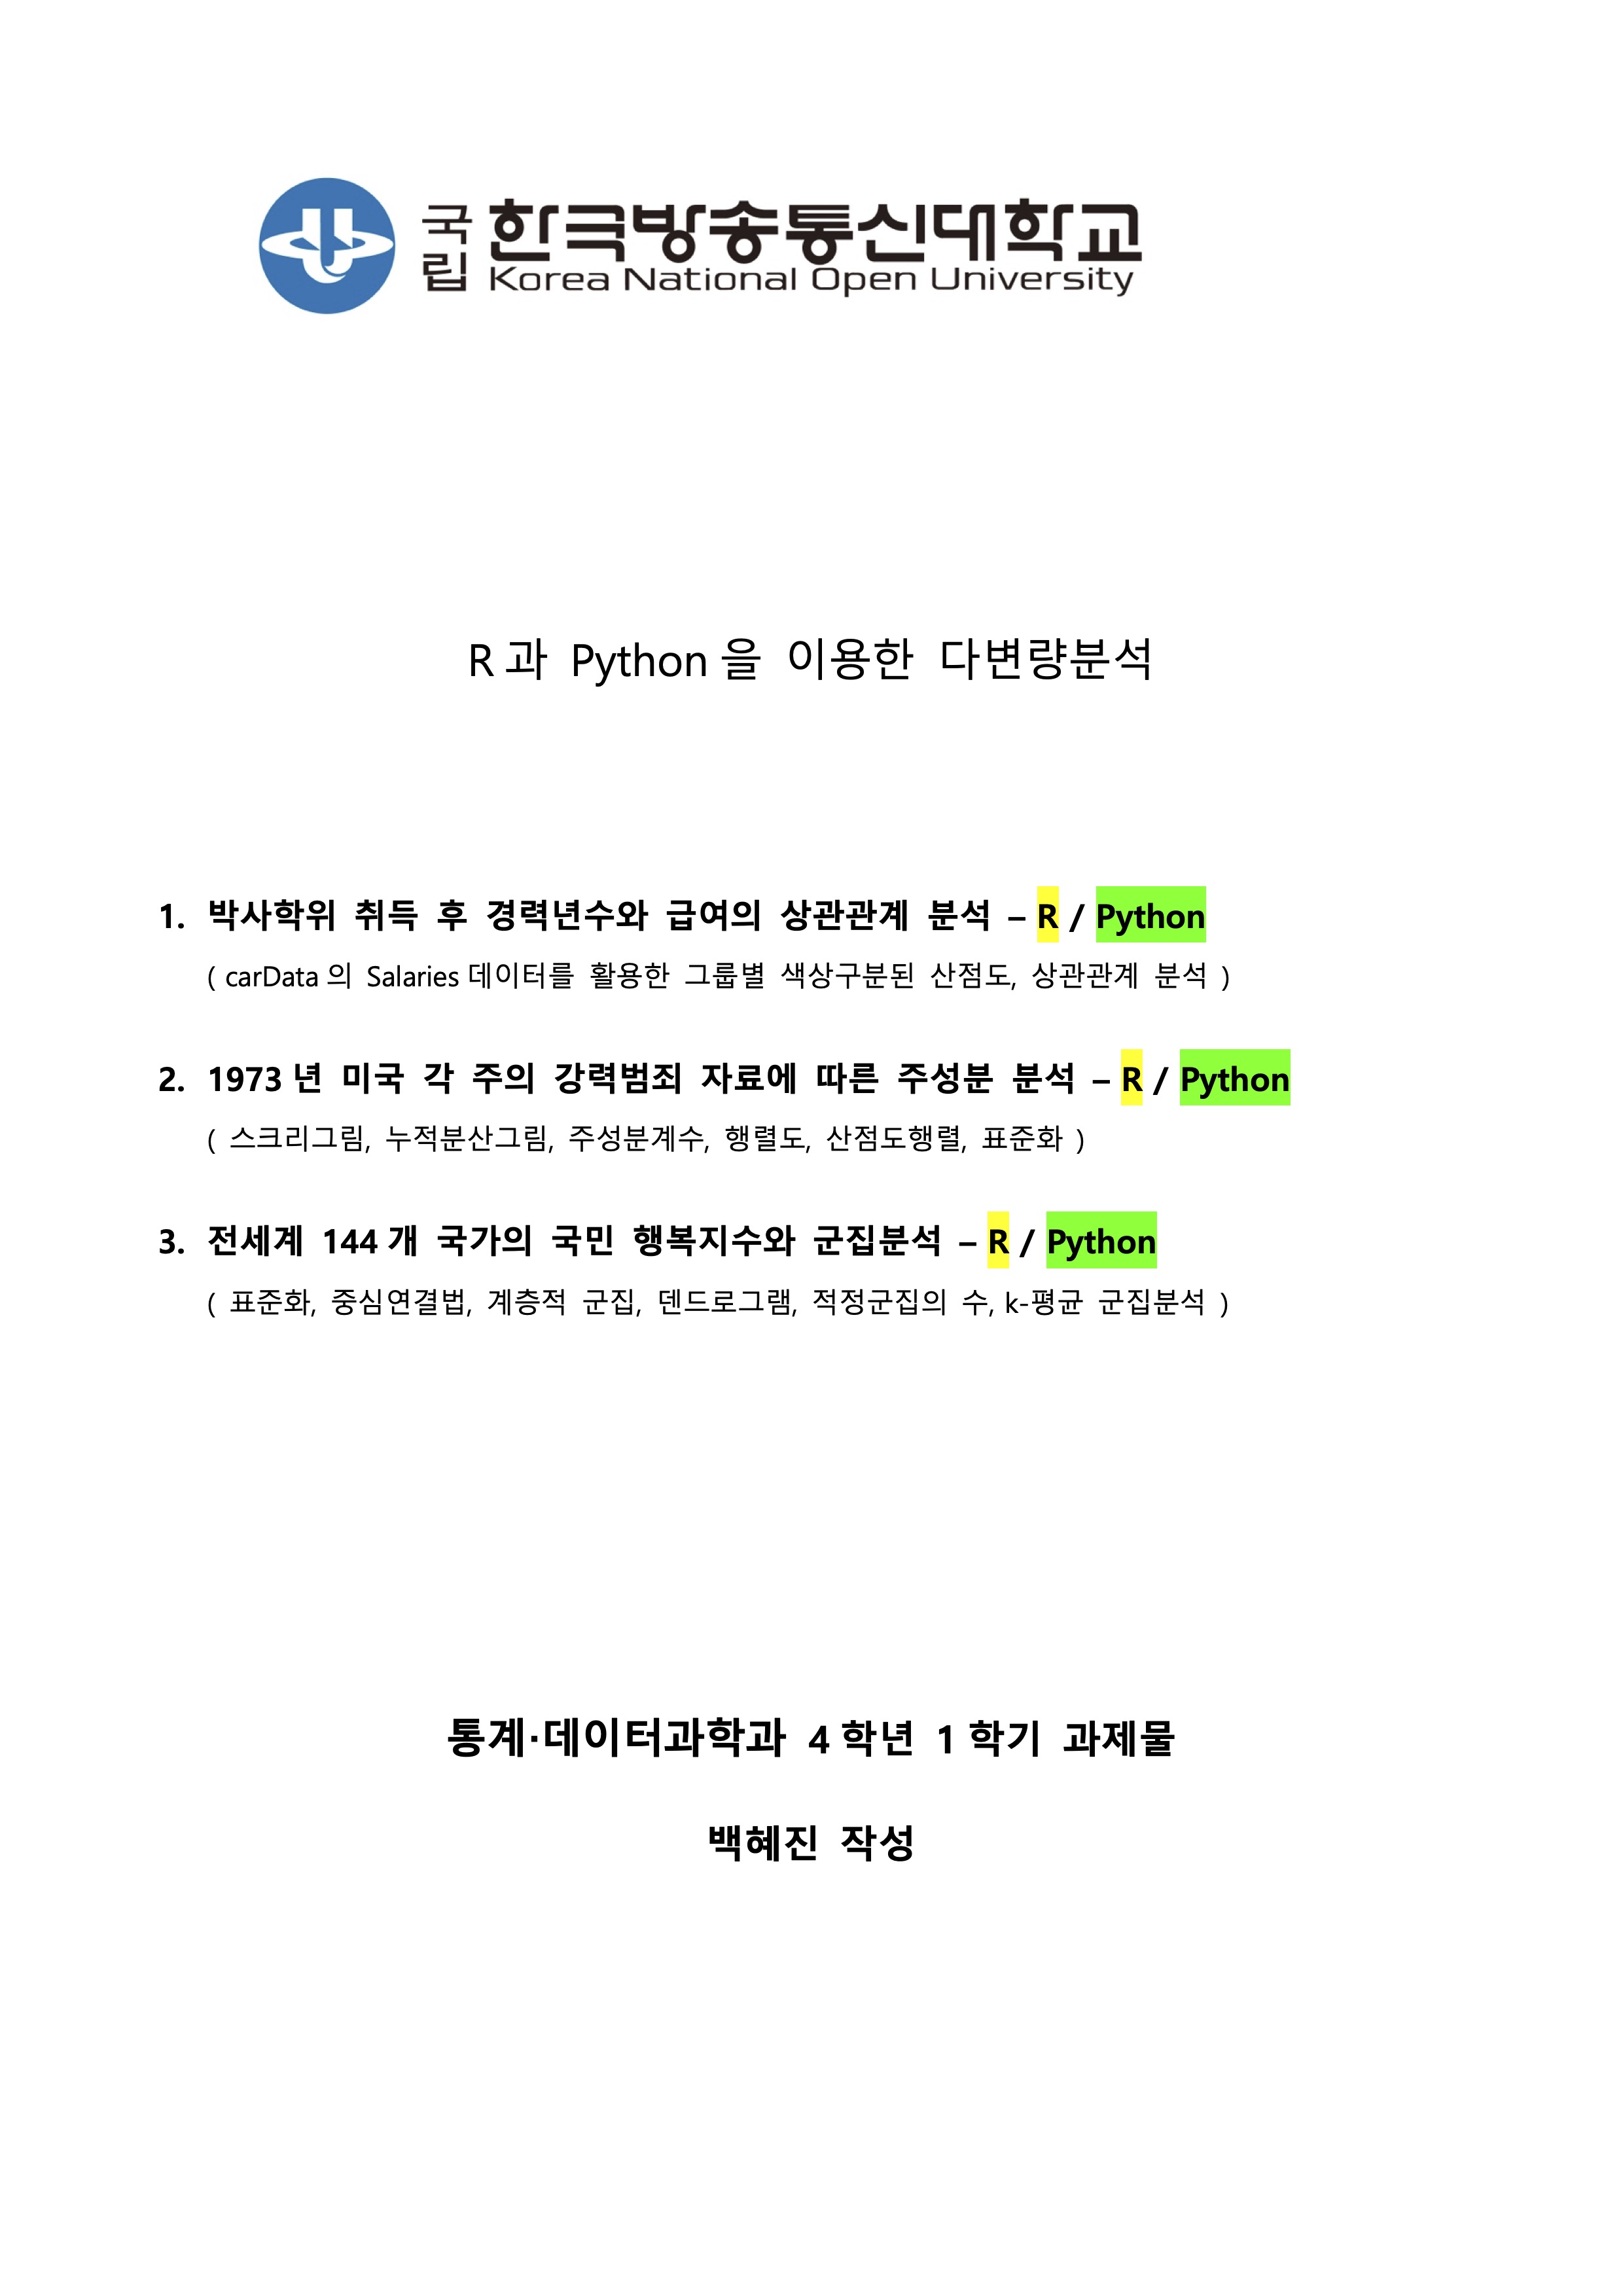 국립 한국방송통신대학교
Korea National Open University
R과 Python을 이용한 다변량분석
1. 박사학위 취득 후 경력년수와 급여의 상관관계 분석 – R / Python
( carData의 Salaries데이터를 활용한 그룹별 색상구분된 산점도, 상관관계 분석 )
2. 1973년 미국 각 주의 강력범죄 자료에 따른 주성분 분석 – R / Python
( 스크리그림, 누적분산그림, 주성분계수, 행렬도, 산점도행렬, 표준화 )
3. 전세계 144개 국가의 국민 행복지수와 군집분석 – R / Python
( 표준화, 중심연결법, 계층적 군집, 덴드로그램, 적정군집의 수, k-평균 군집분석 )
통계·데이터과학과 4학년 1학기 과제물
백혜진 작성